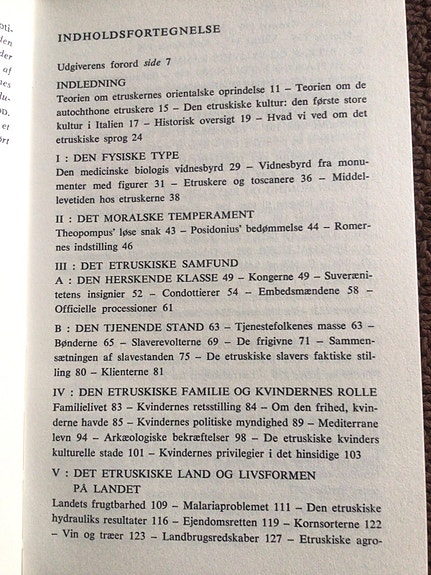 INDHOLDSFORTEGNELSE
Udgiverens forord side 7
INDLEDNING
Teorien om etruskernes orientalske oprindelse 11 – Teorien om de
autochthone etruskere 15 – Den etruskiske kultur: den første store
kultur i Italien 17 – Historisk oversigt 19 – Hvad vi ved om det
etruskiske sprog 24
I : DEN FYSISKE TYPE
Den medicinske biologis vidnesbyrd 29 – Vidnesbyrd fra monu-
menter med figurer 31 – Etruskere og toscanere 36 – Middel-
levetiden hos etruskerne 38
II : DET MORALSKE TEMPERAMENT
Theopompus' løse snak 43 – Posidonius' bedømmelse 44 – Romer-
nes indstilling 46
III : DET ETRUSKISKE SAMFUND
A : DEN HERSKENDE KLASSE 49 – Kongerne 49 – Suveræni-
tetens insignier 52 – Condottierer 54 – Embedsmændene 58 –
Officielle processioner 61
B : DEN TJENENDE STAND 63 – Tjenestefolkenes masse 63 –
Bønderne 65 – Slaverevolterne 69 – De frigivne 71 – Sammen-
sætningen af slavestanden 75 – De etruskiske slavers faktiske stil-
ling 80 – Klienterne 81
IV : DEN ETRUSKISKE FAMILIE OG KVINDERNES ROLLE
Familielivet 83 – Kvindernes retsstilling 84 – Om den frihed, kvin-
derne havde 85 – Kvindernes politiske myndighed 89 – Mediterrane
levn 94 – Arkæologiske bekræftelser 98 – De etruskiske kvinders
kulturelle stade 101 – Kvindernes privilegier i det hinsidige 103
V : DET ETRUSKISKE LAND OG LIVSFORMEN
PÅ LANDET
Landets frugtbarhed 109 – Malariaproblemet 111 – Den etruskiske
hydrauliks resultater 116 – Ejendomsretten 119 – Kornsorterne 122
– Vin og træer 123 – Landbrugsredskaber 127 – Etruskiske agro-